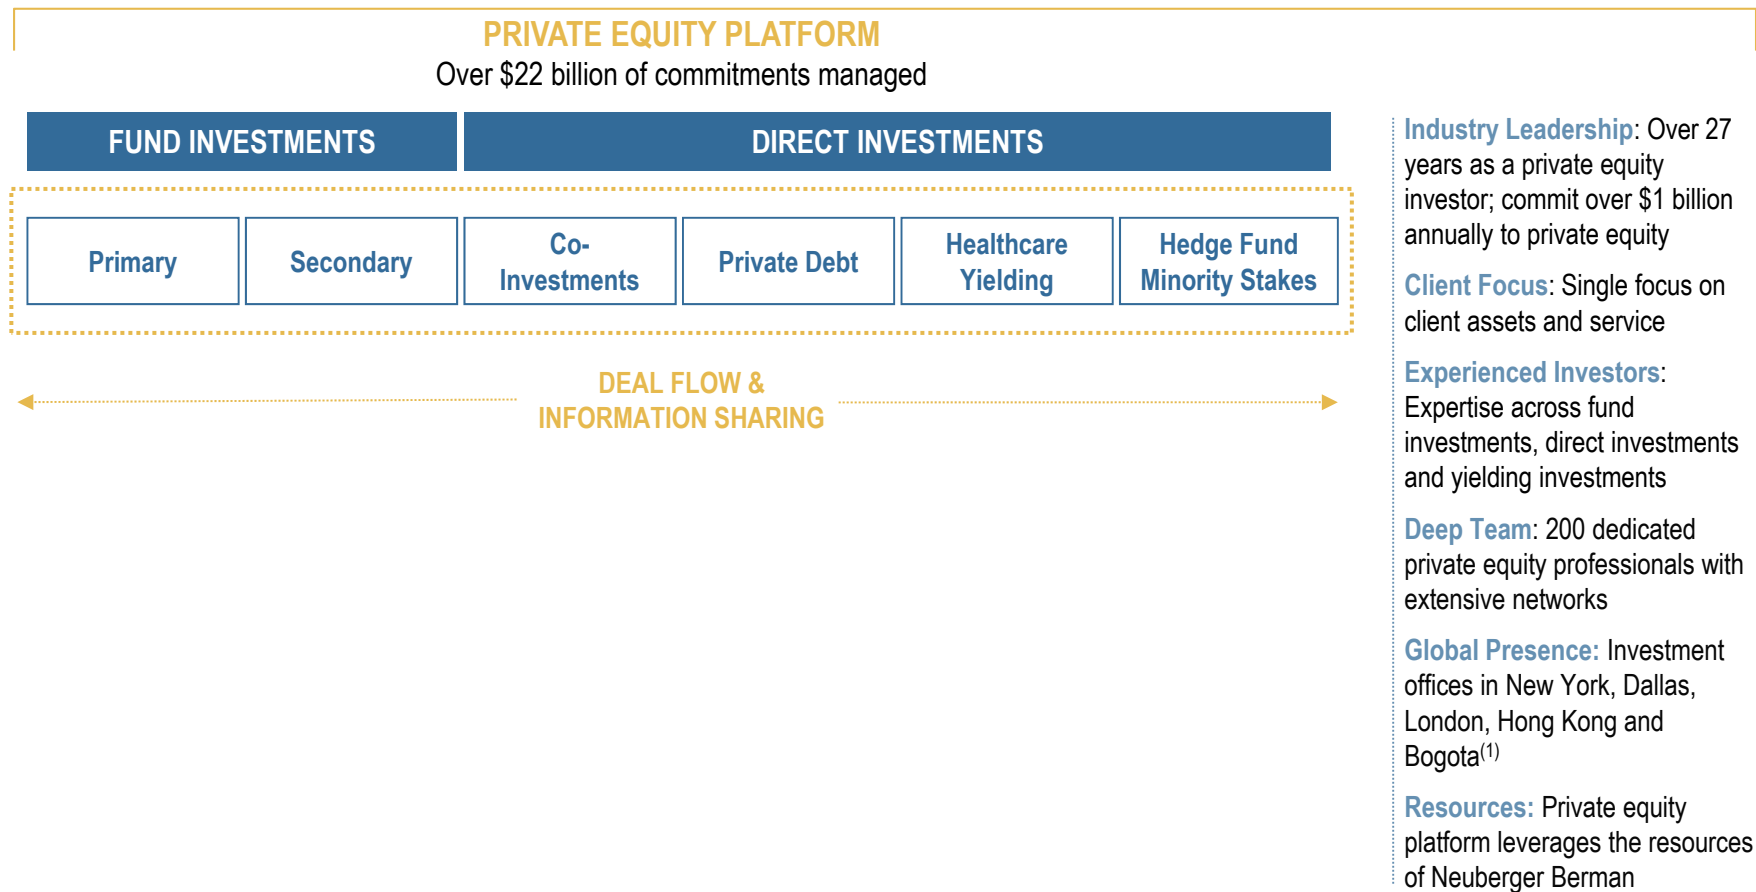 PRIVATE EQUITY PLATFORM
Over $22 billion of commitments managed
FUND INVESTMENTS
DIRECT INVESTMENTS
Primary
Secondary
Co-
Investments
Private Debt
Healthcare
Yielding
Hedge Fund
Minority Stakes
DEAL FLOW &
INFORMATION SHARING
Industry Leadership: Over 27
years as a private equity
investor; commit over $1 billion
annually to private equity
Client Focus: Single focus on
client assets and service
Experienced Investors:
Expertise across fund
investments, direct investments
and yielding investments
Deep Team: 200 dedicated
private equity professionals with
extensive networks
Global Presence: Investment
offices in New York, Dallas,
London, Hong Kong and
Bogota(1)
Resources: Private equity
platform leverages the resources
of Neuberger Berman